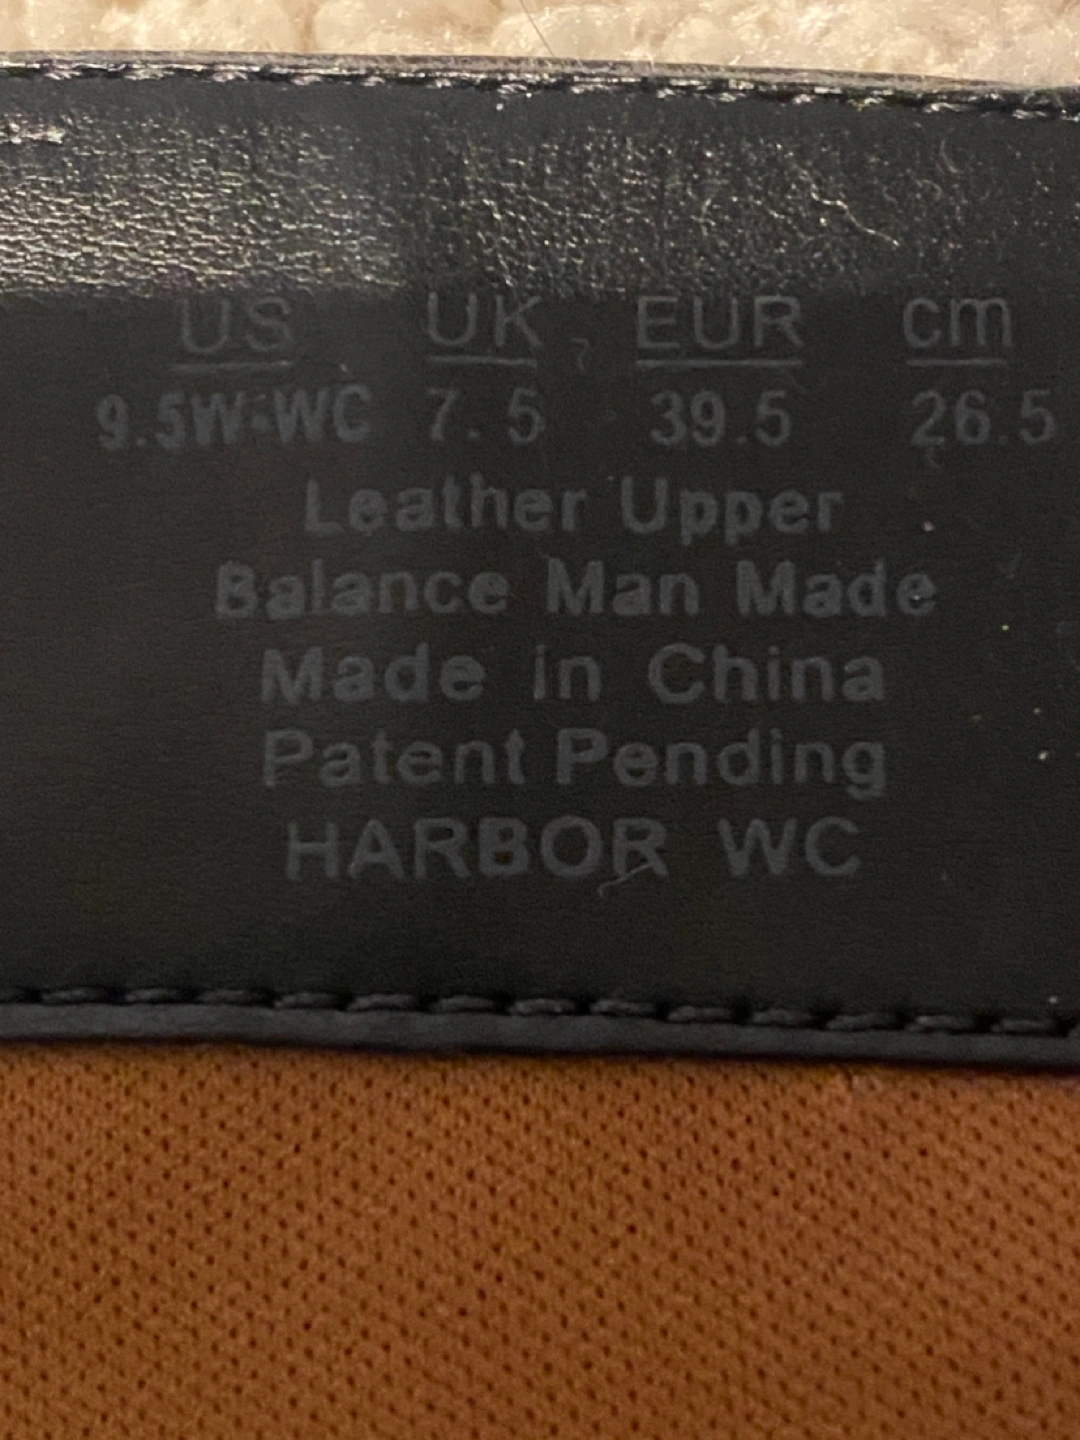 US UK EUR cm
9.5W-WC 7.5 39.5 26.5
Leather Upper
Balance Man Made
Made in China
Patent Pending
HARBOR WC